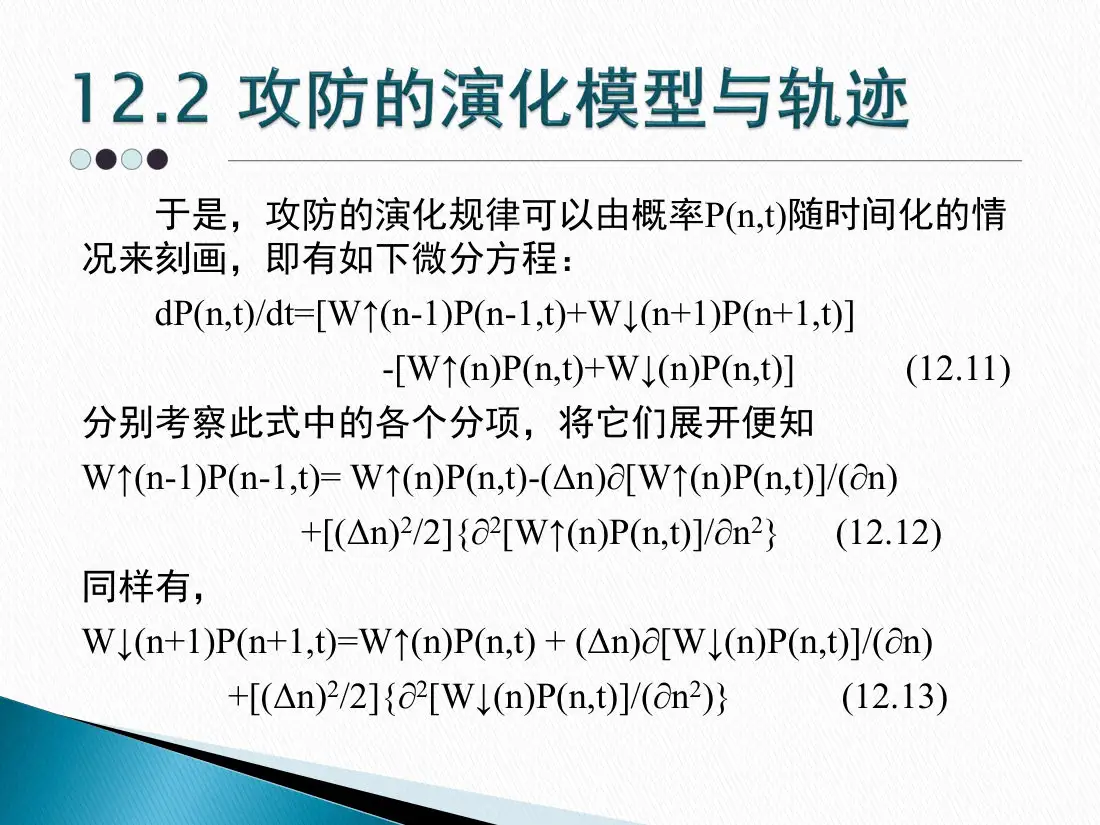 12.2 攻防的演化模型与轨迹
于是，攻防的演化规律可以由概率P(n,t)随时间化的情
况来刻画，即有如下微分方程：
dP(n,t)/dt=[W↑(n-1)P(n-1,t)+W↓(n+1)P(n+1,t)]
-[W↑(n)P(n,t)+W↓(n)P(n,t)] (12.11)
分别考察此式中的各个分项，将它们展开便知
W↑(n-1)P(n-1,t)= W↑(n)P(n,t)-(Δn)∂[W↑(n)P(n,t)]/(∂n)
+[(Δn)²/2]{∂²[W↑(n)P(n,t)]/∂n²} (12.12)
同样有，
W↓(n+1)P(n+1,t)=W↑(n)P(n,t) + (Δn)∂[W↓(n)P(n,t)]/(∂n)
+[(Δn)²/2]{∂²[W↓(n)P(n,t)]/(∂n²)} (12.13)